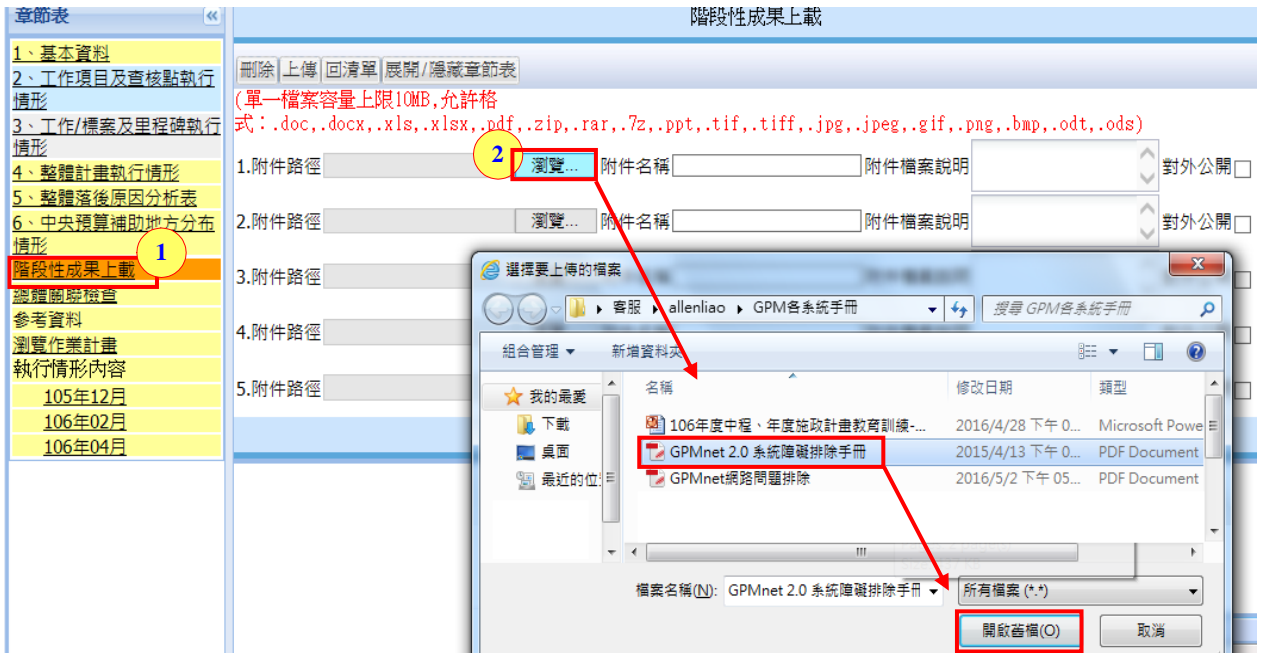 章節表
階段性成果上載
1、基本資料
2、工作項目及查核點執行
情形
3、工作/標案及里程碑執行
情形
4、整體計畫執行情形
5、整體落後原因分析表
6、中央預算補助地方分布
情形
階段性成果上載
總體關聯檢查
參考資料
瀏覽作業計畫
執行情形內容
105年12月
106年02月
106年04月
刪除 上傳 回清單 展開/隱藏章節表
(單一檔案容量上限10MB,允許格
式:.doc,.docx,.xls,.xlsx,.pdf,.zip,.rar,.7z,.ppt,.tif,.tiff,.jpg,.jpeg,.gif,.png,.bmp,.odt,.ods)
1.附件路徑 瀏覽... 附件名稱 附件檔案說明 對外公開
2.附件路徑 瀏覽... 附件名稱 附件檔案說明 對外公開
3.附件路徑
4.附件路徑
5.附件路徑
1
2
選擇要上傳的檔案
客服 allenliao GPM各系統手冊
搜尋 GPM各系統手冊
組合管理 新增資料夾
我的最愛
下載
桌面
最近的位
名稱 修改日期 類型
106年度中程、年度施政計畫教育訓練-... 2016/4/28 下午 0... Microsoft Powe
GPMnet 2.0 系統障礙排除手冊 2015/4/13 下午 0... PDF Document
GPMnet網路問題排除 2016/5/2 下午 05... PDF Document
檔案名稱(N): GPMnet 2.0 系統障礙排除手冊
所有檔案 (*.*)
開啟舊檔(O) 取消